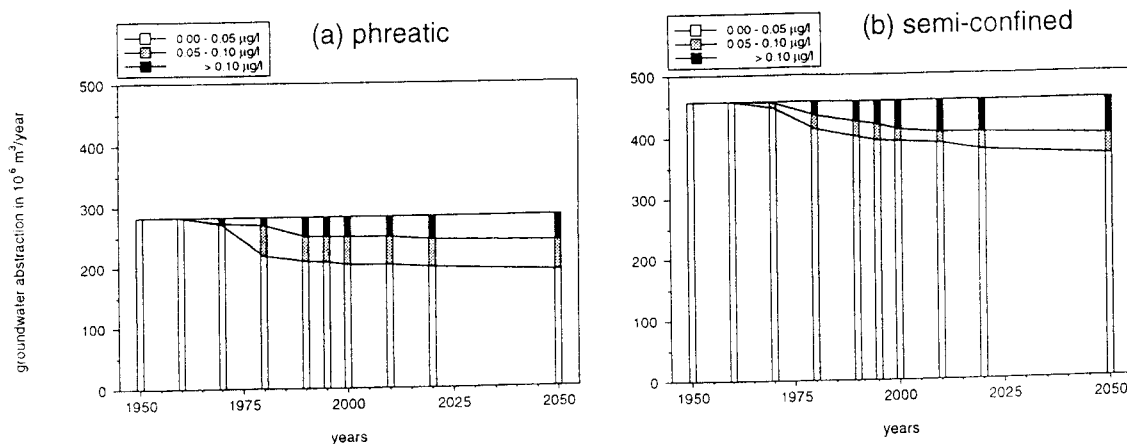 0.00 - 0.05 µg/l
0.05 - 0.10 µg/l
> 0.10 µg/l
(a) phreatic
500
400
300
200
100
0
groundwater abstraction in 10⁻⁶ m³/year
1950
1975
2000
2025
2050
years
0.00 - 0.05 µg/l
0.05 - 0.10 µg/l
> 0.10 µg/l
(b) semi-confined
500
400
300
200
100
0
1950
1975
2000
2025
2050
years